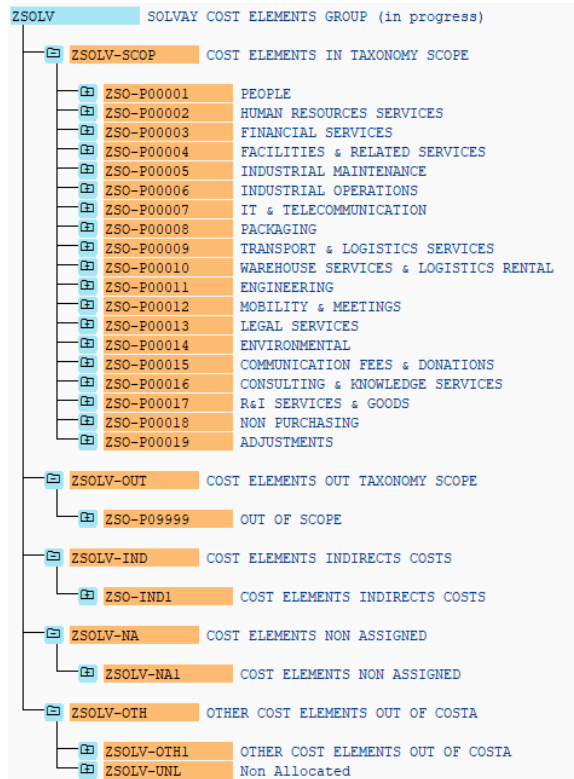 ZSOLV SOLVAY COST ELEMENTS GROUP (in progress)
ZSOLV-SCOP COST ELEMENTS IN TAXONOMY SCOPE
ZSO-P00001 PEOPLE
ZSO-P00002 HUMAN RESOURCES SERVICES
ZSO-P00003 FINANCIAL SERVICES
ZSO-P00004 FACILITIES & RELATED SERVICES
ZSO-P00005 INDUSTRIAL MAINTENANCE
ZSO-P00006 INDUSTRIAL OPERATIONS
ZSO-P00007 IT & TELECOMMUNICATION
ZSO-P00008 PACKAGING
ZSO-P00009 TRANSPORT & LOGISTICS SERVICES
ZSO-P00010 WAREHOUSE SERVICES & LOGISTICS RENTAL
ZSO-P00011 ENGINEERING
ZSO-P00012 MOBILITY & MEETINGS
ZSO-P00013 LEGAL SERVICES
ZSO-P00014 ENVIRONMENTAL
ZSO-P00015 COMMUNICATION FEES & DONATIONS
ZSO-P00016 CONSULTING & KNOWLEDGE SERVICES
ZSO-P00017 R&I SERVICES & GOODS
ZSO-P00018 NON PURCHASING
ZSO-P00019 ADJUSTMENTS
ZSOLV-OUT COST ELEMENTS OUT TAXONOMY SCOPE
ZSO-P09999 OUT OF SCOPE
ZSOLV-IND COST ELEMENTS INDIRECTS COSTS
ZSO-IND1 COST ELEMENTS INDIRECTS COSTS
ZSOLV-NA COST ELEMENTS NON ASSIGNED
ZSOLV-NA1 COST ELEMENTS NON ASSIGNED
ZSOLV-OTH OTHER COST ELEMENTS OUT OF COSTA
ZSOLV-OTH1 OTHER COST ELEMENTS OUT OF COSTA
ZSOLV-UNL Non Allocated